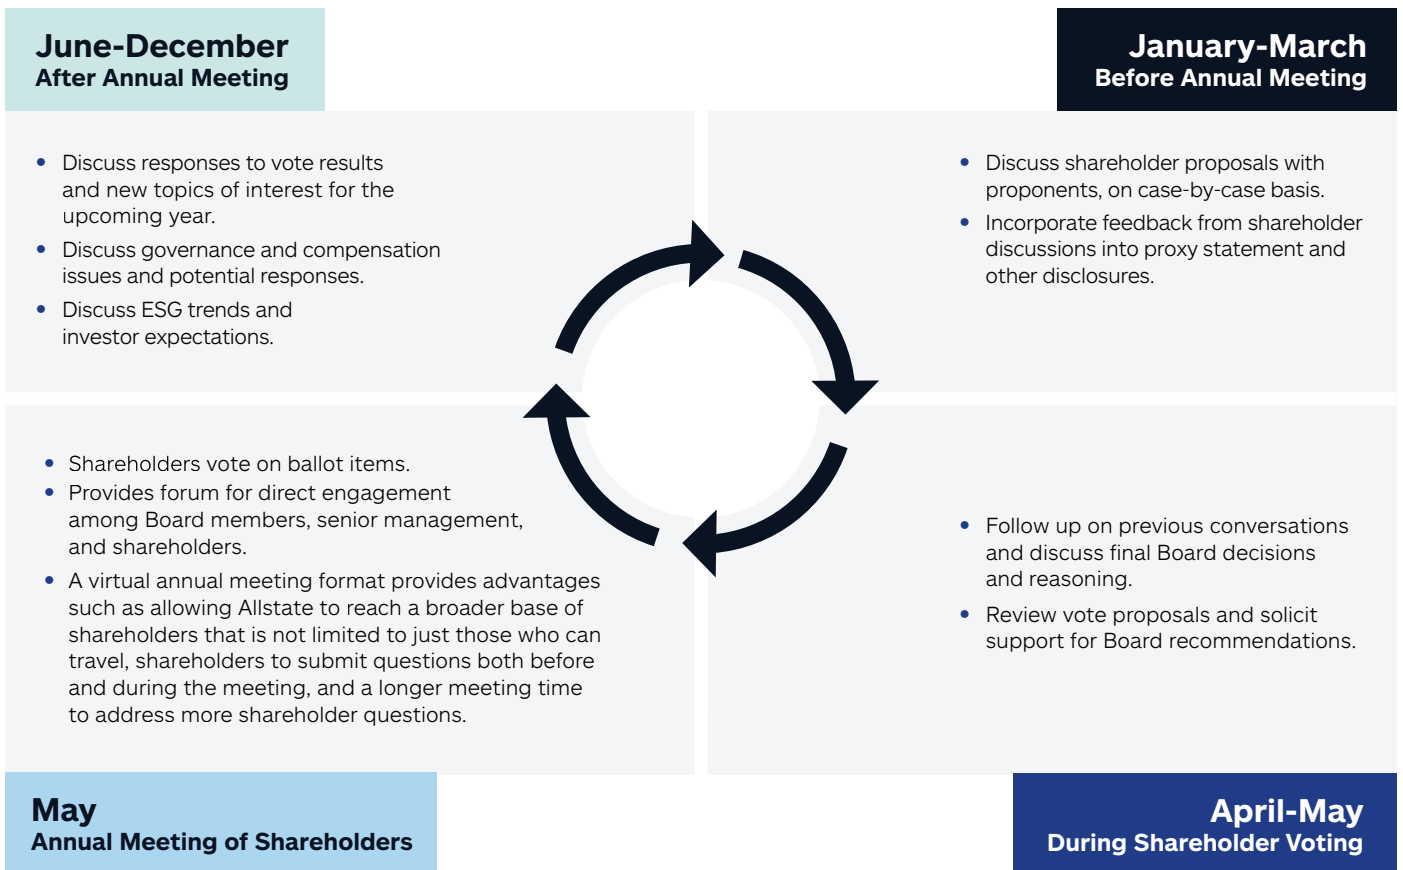 June-December
After Annual Meeting
• Discuss responses to vote results
and new topics of interest for the
upcoming year.
• Discuss governance and compensation
issues and potential responses.
• Discuss ESG trends and
investor expectations.
January-March
Before Annual Meeting
• Discuss shareholder proposals with
proponents, on case-by-case basis.
• Incorporate feedback from shareholder
discussions into proxy statement and
other disclosures.
• Shareholders vote on ballot items.
• Provides forum for direct engagement
among Board members, senior management,
and shareholders.
• A virtual annual meeting format provides advantages
such as allowing Allstate to reach a broader base of
shareholders that is not limited to just those who can
travel, shareholders to submit questions both before
and during the meeting, and a longer meeting time
to address more shareholder questions.
May
Annual Meeting of Shareholders
• Follow up on previous conversations
and discuss final Board decisions
and reasoning.
• Review vote proposals and solicit
support for Board recommendations.
April-May
During Shareholder Voting